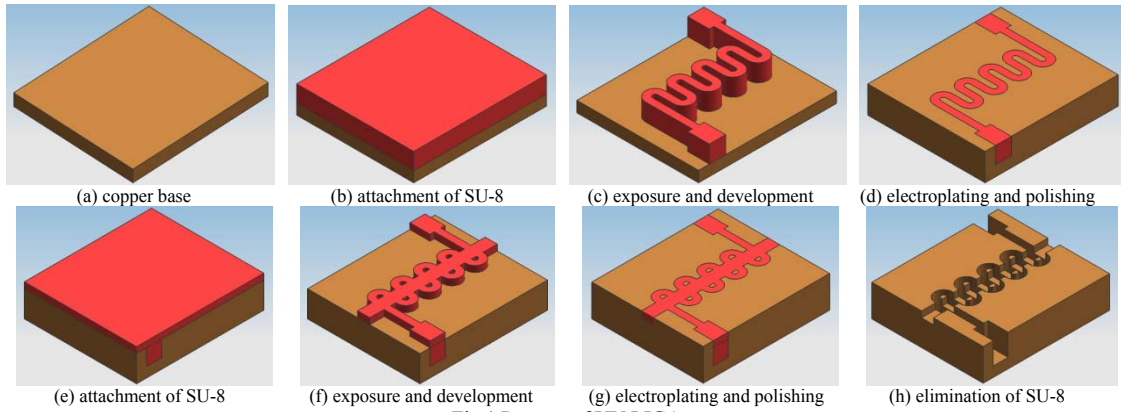 (a) copper base
(b) attachment of SU-8
(c) exposure and development
(d) electroplating and polishing
(e) attachment of SU-8
(f) exposure and development
(g) electroplating and polishing
(h) elimination of SU-8